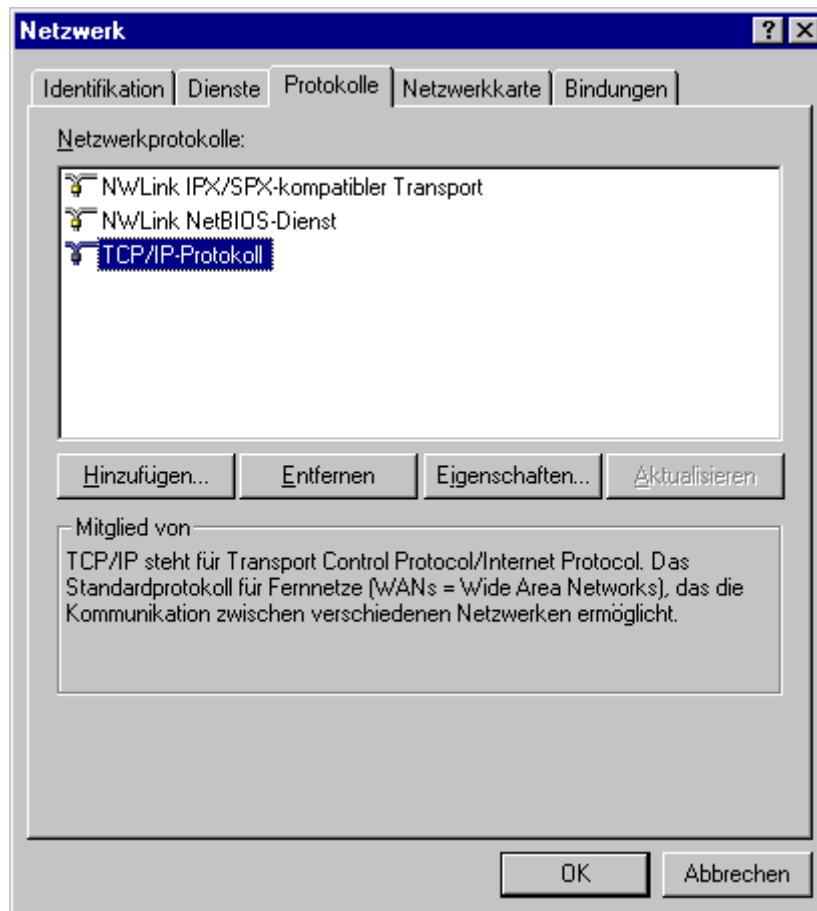 Netzwerk
Identifikation Dienste Protokolle Netzwerkkarte Bindungen
Netzwerkprotokolle:
NWLink IPX/SPX-kompatibler Transport
NWLink NetBIOS-Dienst
TCP/IP-Protokoll
Hinzufügen... Entfernen Eigenschaften... Aktualisieren
Mitglied von
TCP/IP steht für Transport Control Protocol/Internet Protocol. Das
Standardprotokoll für Fernnetze (WANs = Wide Area Networks), das die
Kommunikation zwischen verschiedenen Netzwerken ermöglicht.
OK Abbrechen